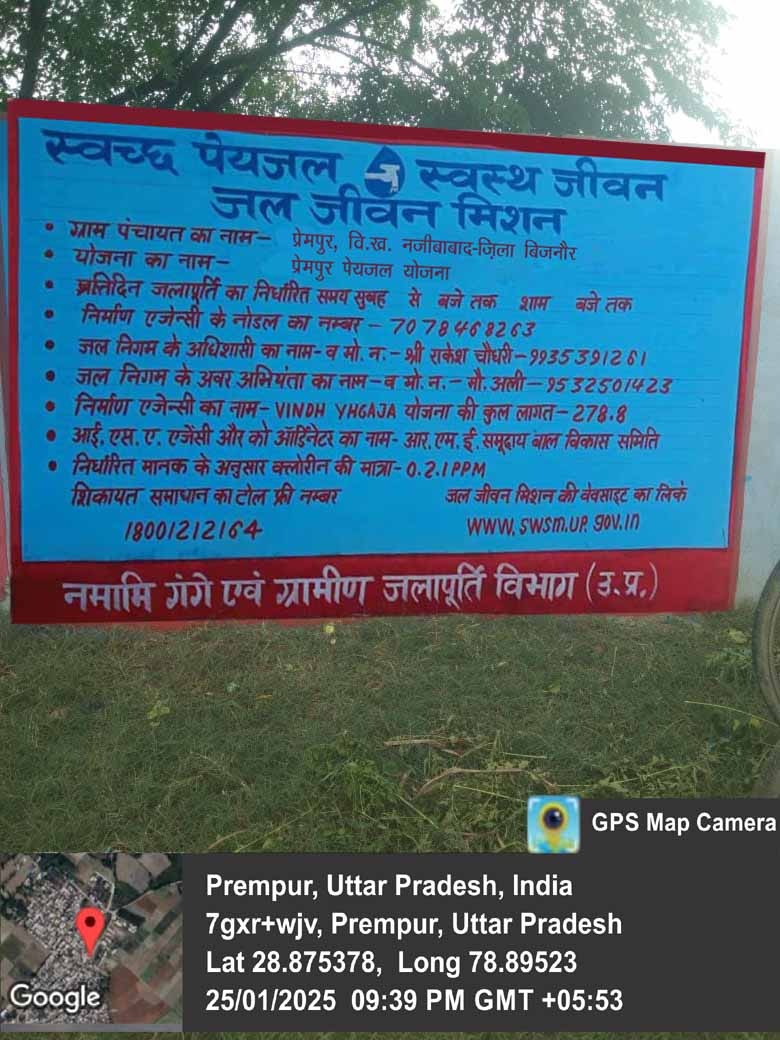 स्वच्छ पेयजल स्वस्थ जीवन
जल जीवन मिशन
• ग्राम पंचायत का नाम– प्रेमपुर, वि.ख. नजीबाबाद-ज़िला बिजनौर
• योजना का नाम– प्रेमपुर पेयजल योजना
• प्रतिदिन जलापूर्ति का निर्धारित समय सुबह से बजे तक शाम बजे तक
• निर्माण एजेन्सी के नोडल का नम्बर – 7078468263
• जल निगम के अधिशासी का नाम-व मो.न.-श्री राकेश चौधरी-9935391261
• जल निगम के अवर अभियंता का नाम-व मो.न.- मौ.अली-9532501423
• निर्माण एजेन्सी का नाम- VINDH YHGAJA योजना की कुल लागत-278.8
• आई.एस.ए. एजेंसी और को ऑर्डिनेटर का नाम- आर.एम.ई.समूदाय बाल विकास समिति
• निर्धारित मानक के अनुसार क्लोरीन की मात्रा-0.2.1PPM
शिकायत समाधान का टोल फ्री नम्बर जल जीवन मिशन की वेवसाइट का लिंके
18001212164 WWW.swsm.up.gov.in
नमामि गंगे एवं ग्रामीण जलापूर्ति विभाग (उ.प्र.)
GPS Map Camera
Prempur, Uttar Pradesh, India
7gxr+wjv, Prempur, Uttar Pradesh
Lat 28.875378, Long 78.89523
25/01/2025 09:39 PM GMT +05:53
Google